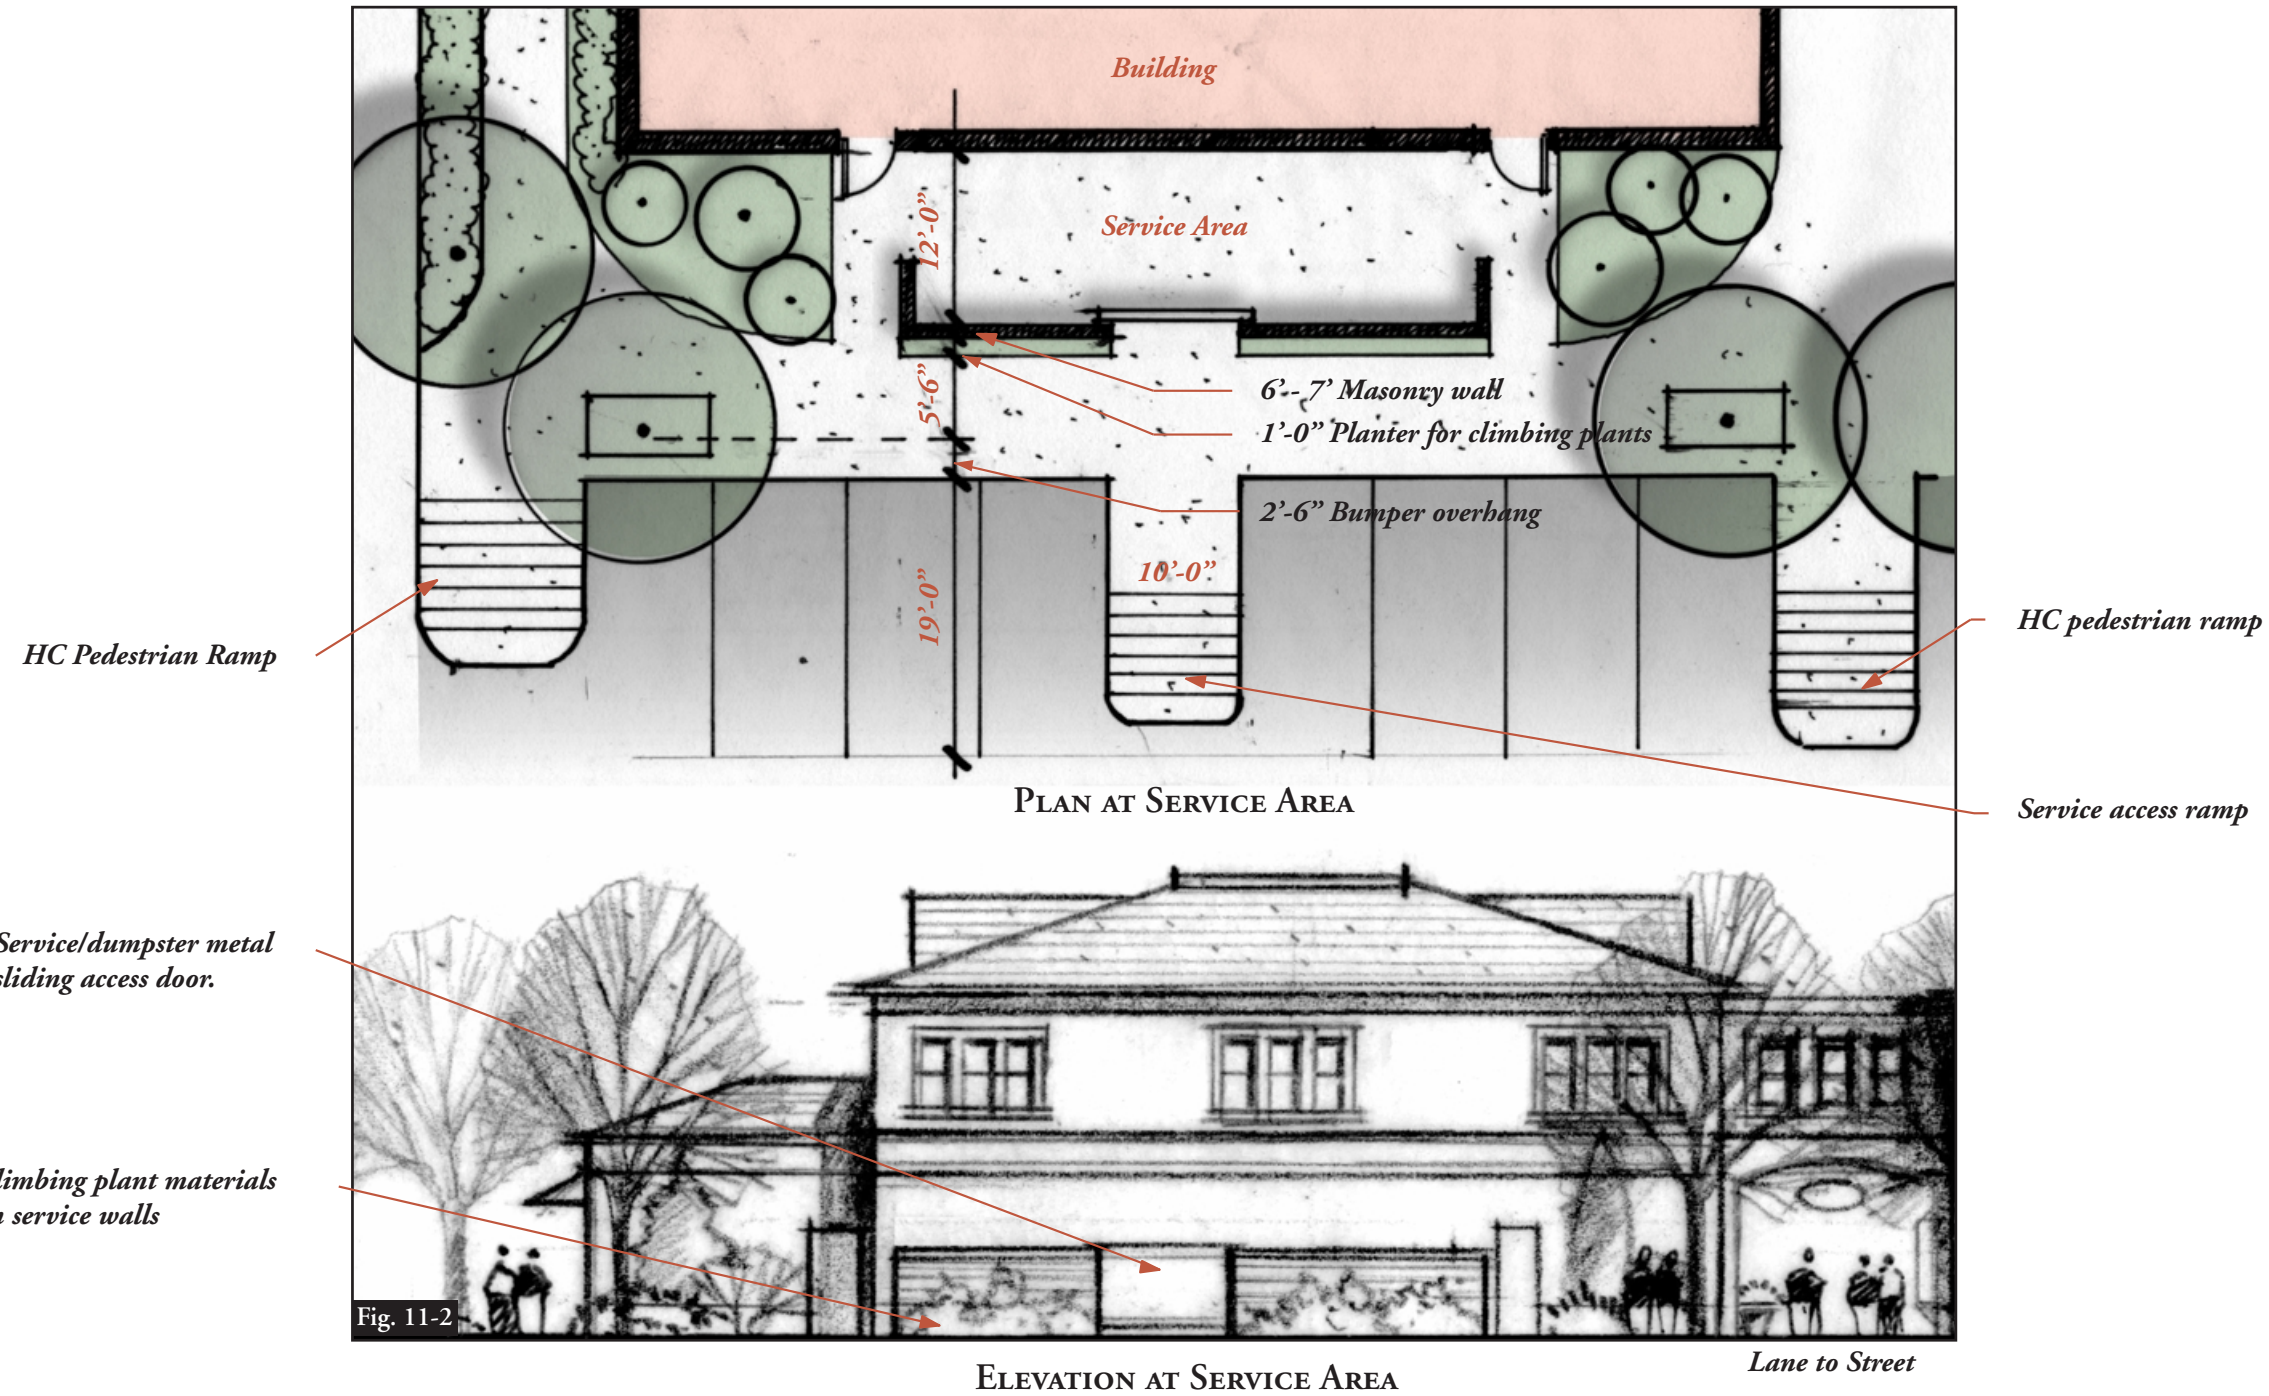 Building
12’-0”
Service Area
6’-- 7’ Masonry wall
5’-6”
1’-0” Planter for climbing plants
2’-6” Bumper overhang
10’-0”
19’-0”
HC Pedestrian Ramp
HC pedestrian ramp
Plan at Service Area
Service access ramp
Service/dumpster metal
sliding access door.
limbing plant materials
service walls
Fig. 11-2
Lane to Street
Elevation at Service Area